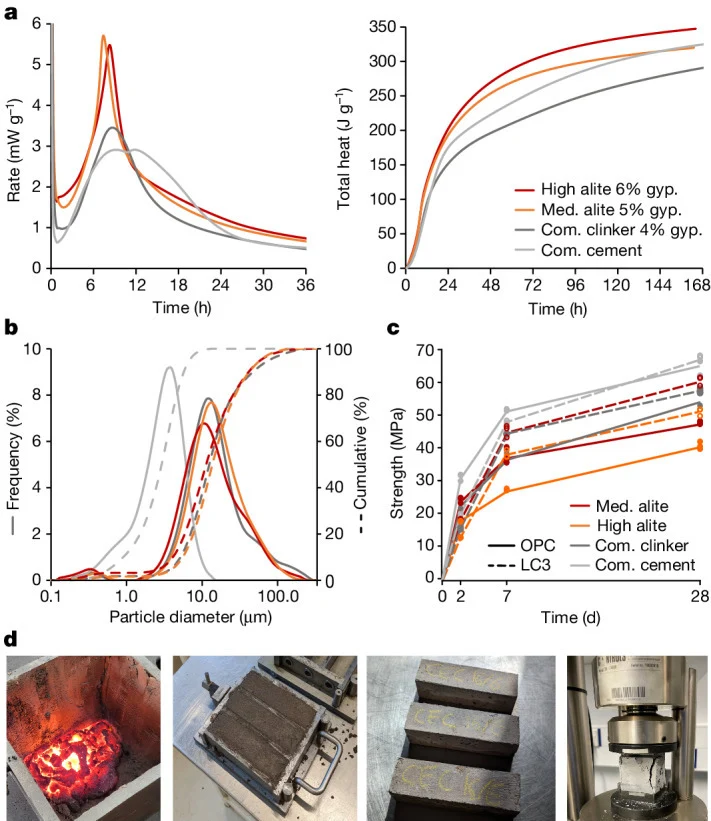 a
6
5
4
3
2
1
0
Rate (mW g⁻¹)
0 6 12 18 24 30 36
Time (h)
350
300
250
200
150
100
50
0
Total heat (J g⁻¹)
High alite 6% gyp.
Med. alite 5% gyp.
Com. clinker 4% gyp.
Com. cement
0 24 48 72 96 120 144 168
Time (h)
b
10
8
6
4
2
0
Frequency (%)
100
80
60
40
20
0
Cumulative (%)
0.1 1.0 10.0 100.0
Particle diameter (μm)
c
70
60
50
40
30
20
10
0
Strength (MPa)
OPC
LC3
Med. alite
High alite
Com. clinker
Com. cement
0 2 7 28
Time (d)
d